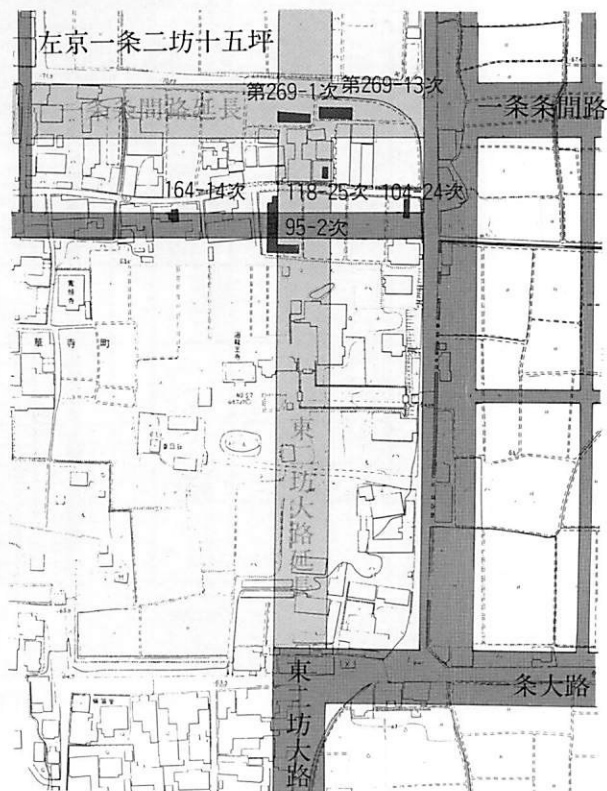 左京一条二坊十五坪
第269-1次
第269-13次
条条間路延長
一条条間路
164-14次
118-25次
104-24次
95-2次
寺
町
東二坊大路延長
東二坊大路
一条大路